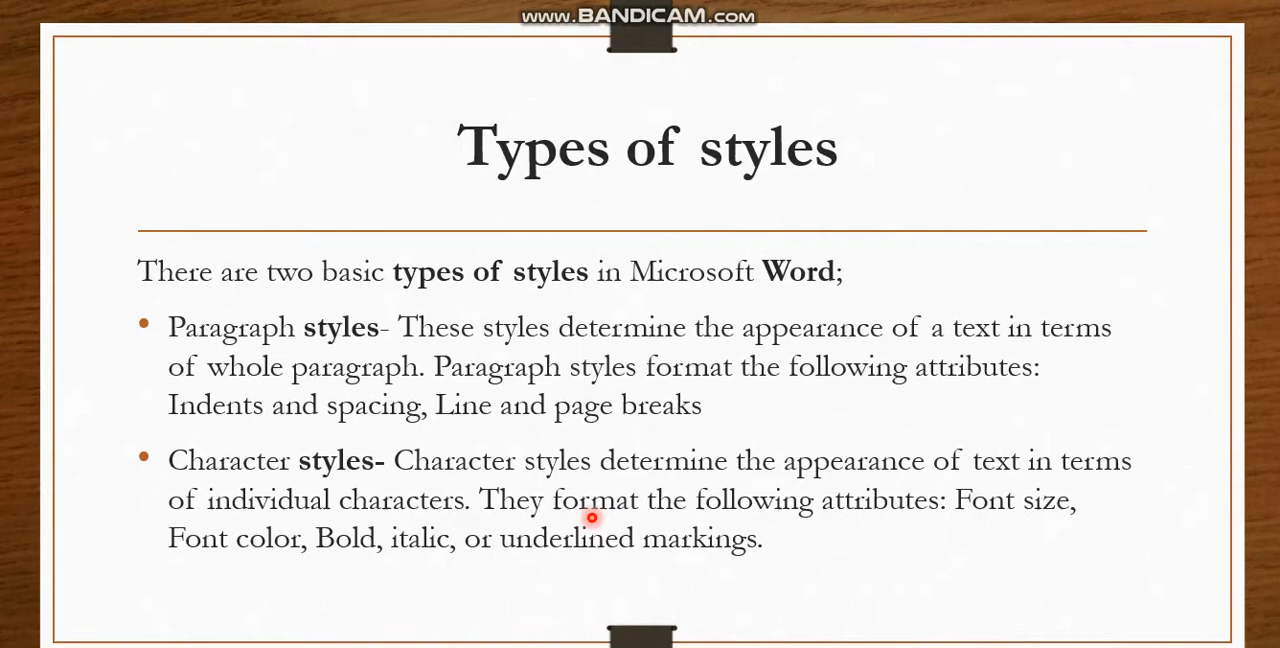 www.BANDICAM.com
Types of styles
There are two basic types of styles in Microsoft Word;
• Paragraph styles- These styles determine the appearance of a text in terms
of whole paragraph. Paragraph styles format the following attributes:
Indents and spacing, Line and page breaks
• Character styles- Character styles determine the appearance of text in terms
of individual characters. They format the following attributes: Font size,
Font color, Bold, italic, or underlined markings.